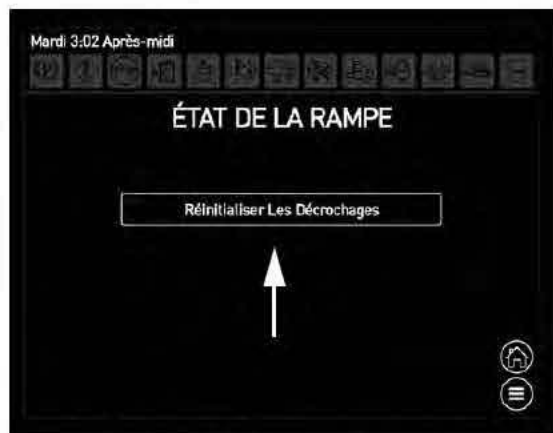 Mardi 3:02 Après-midi
ÉTAT DE LA RAMPE
Réinitialiser Les Décrochages